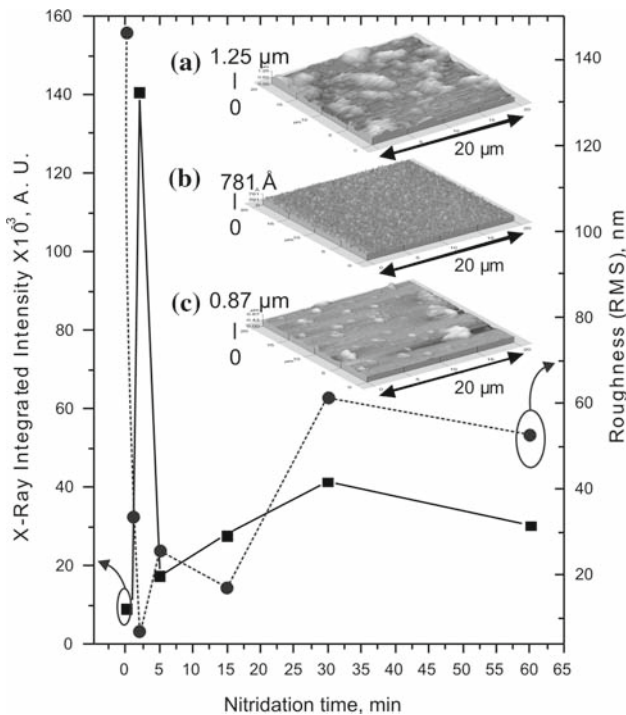 160
140
120
100
80
60
40
20
0
X-Ray Integrated Intensity X10³, A. U.
(a) 1.25 µm
0
20 µm
(b) 781 Å
0
20 µm
(c) 0.87 µm
0
20 µm
140
120
100
80
60
40
20
Roughness (RMS), nm
0 5 10 15 20 25 30 35 40 45 50 55 60 65
Nitridation time, min